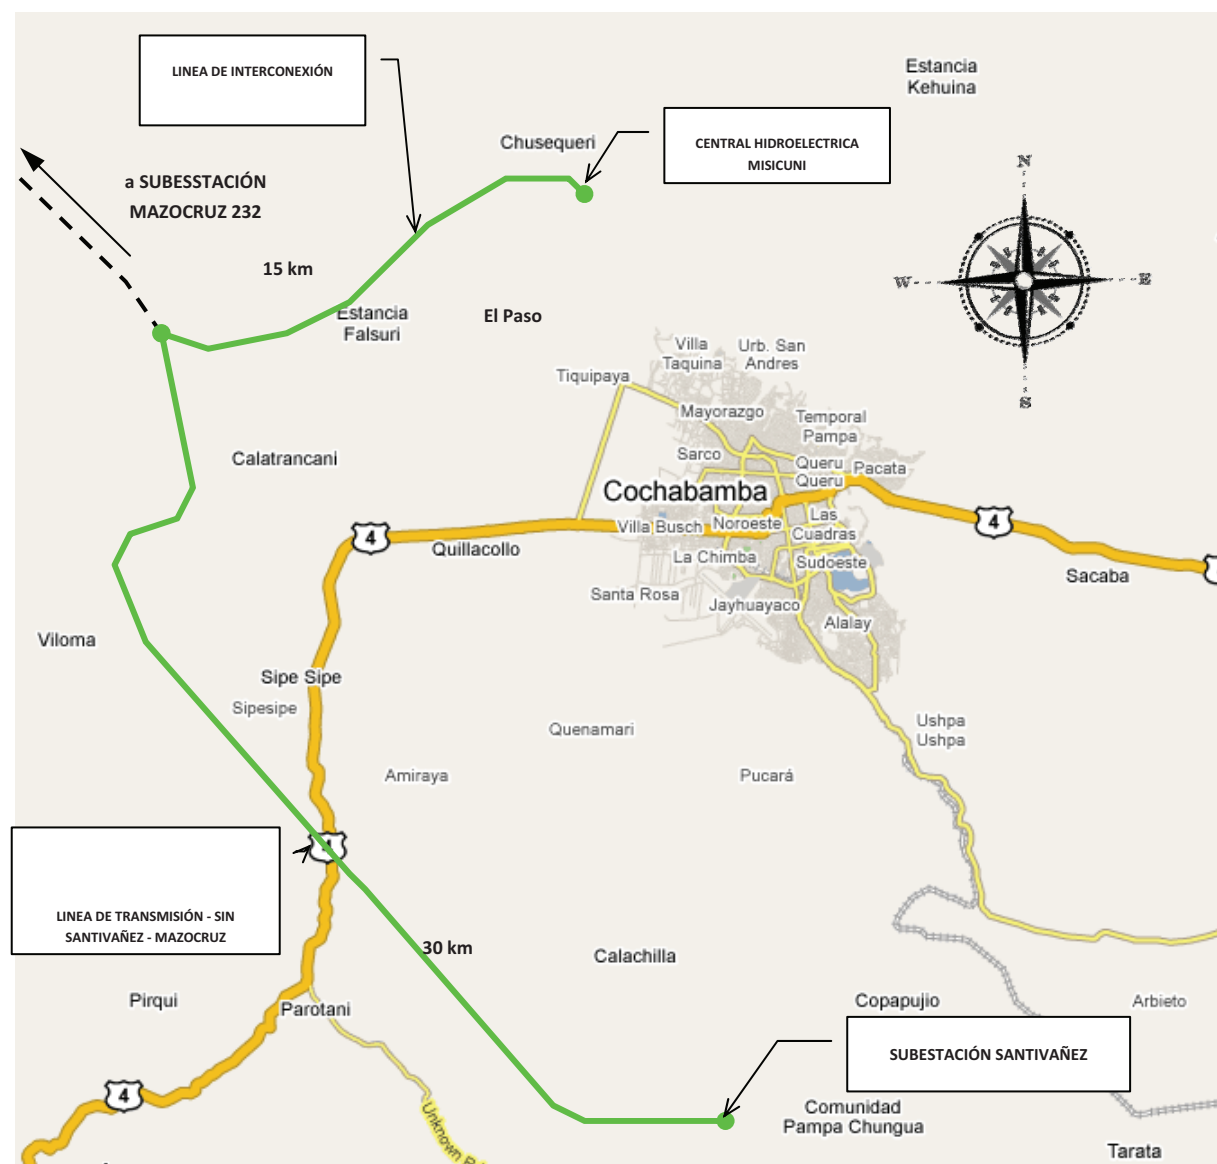 LINEA DE INTERCONEXIÓN
Estancia
Kehuina
Chusequeri
CENTRAL HIDROELECTRICA
MISICUNI
N
a SUBESSTACIÓN
MAZOCRUZ 232
15 km
W
E
Estancia
Falsuri
El Paso
Villa
Taquina
Urb. San
Andres
Tiquipaya
S
Mayorazgo
Temporal
Pampa
Sarco
Calatrancani
Queru
Queru
Pacata
Cochabamba
4
Villa Busch
Noroeste
Las
Cuadras
4
Quillacollo
La Chimba
Sudoeste
Sacaba
Santa Rosa
Jayhuayaco
Alalay
Viloma
Sipe Sipe
Sipesipe
Quenamari
Ushpa
Ushpa
Amiraya
Pucará
4
LINEA DE TRANSMISIÓN - SIN
SANTIVAÑEZ - MAZOCRUZ
30 km
Calachilla
Pirqui
Parotani
Copapujio
Arbieto
SUBESTACIÓN SANTIVAÑEZ
4
Comunidad
Pampa Chungua
Unknown
Tarata